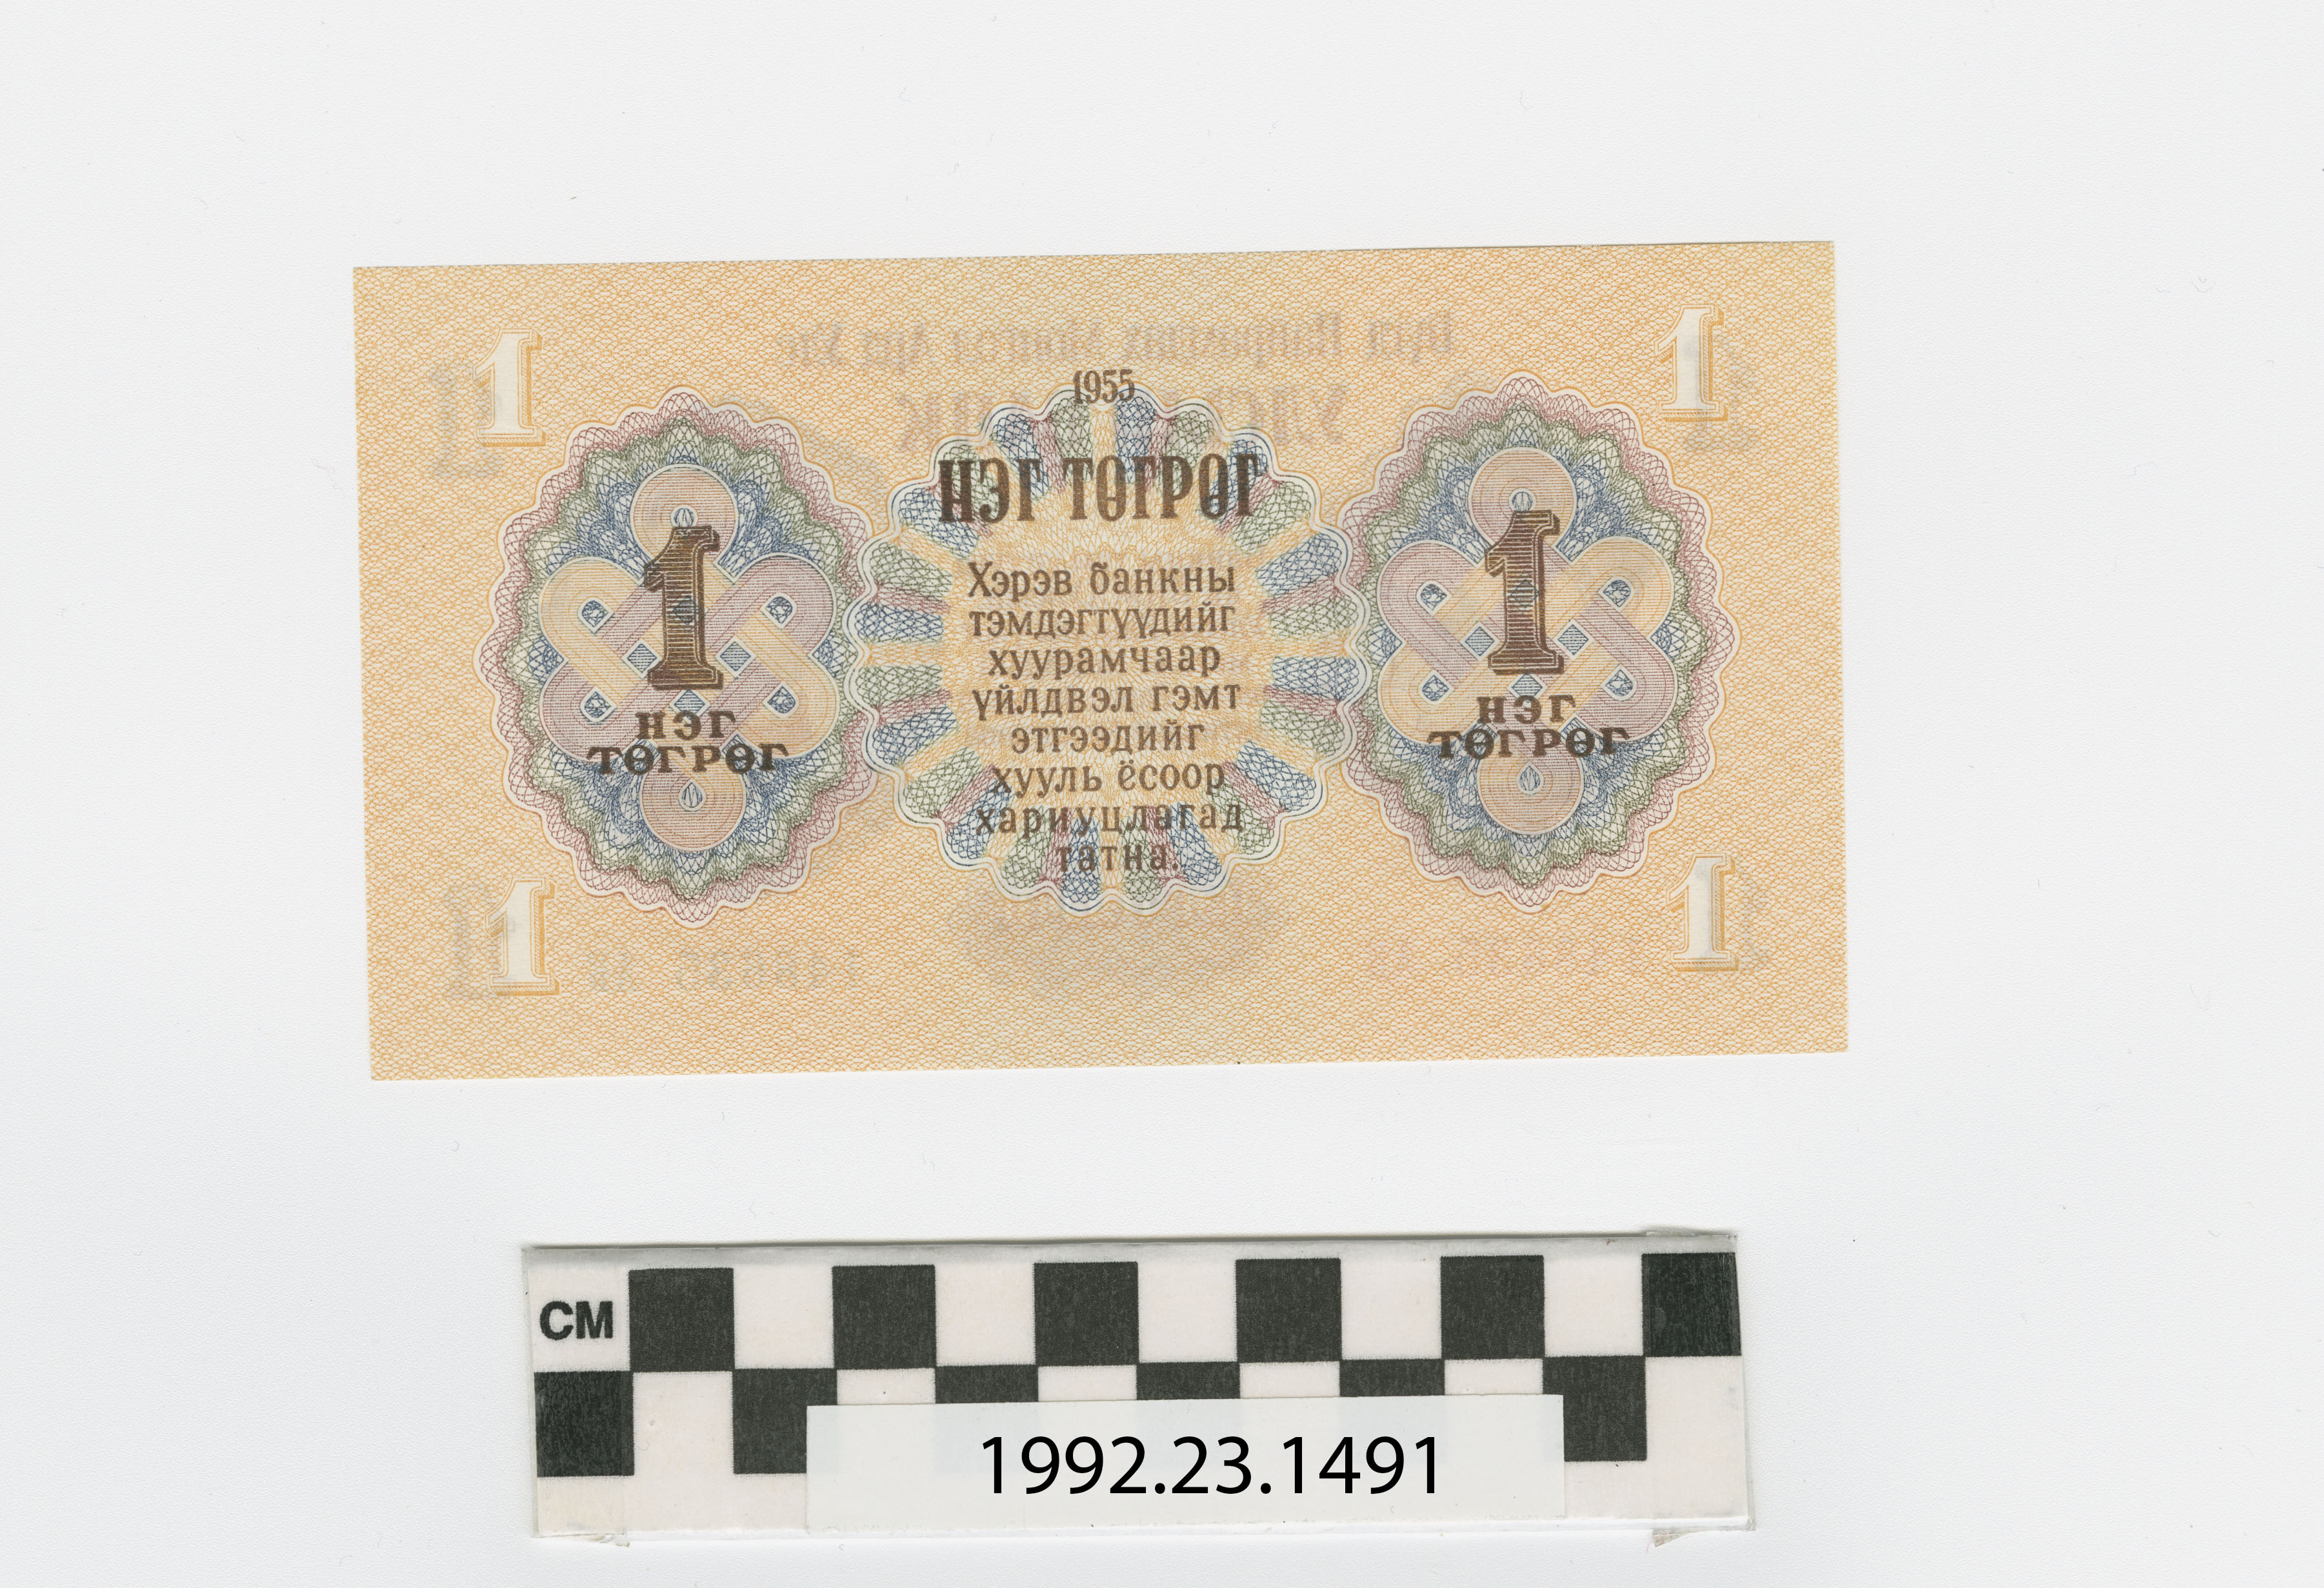 1
1
1955
НЭГ ТӨГРӨГ
Хэрэв банкны
тэмдэгтүүдийг
хуурамчаар
үйлдвэл гэмт
этгээдийг
хууль ёсоор
хариуцлагад
татна.
1
НЭГ
ТӨГРӨГ
1
НЭГ
ТӨГРӨГ
1
1
CM
1992.23.1491